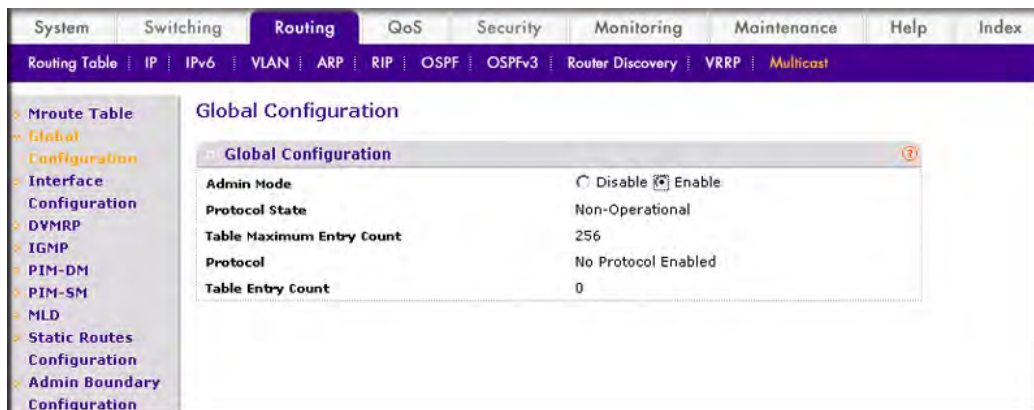 System Switching Routing QoS Security Monitoring Maintenance Help Index
Routing Table IP IPv6 VLAN ARP RIP OSPF OSPFv3 Router Discovery VRRP Multicast
Mroute Table
Global
Configuration
Interface
Configuration
DVMRP
IGMP
PIM-DM
PIM-SM
MLD
Static Routes
Configuration
Admin Boundary
Configuration
Global Configuration
Global Configuration ?
Admin Mode Disable Enable
Protocol State Non-Operational
Table Maximum Entry Count 256
Protocol No Protocol Enabled
Table Entry Count 0